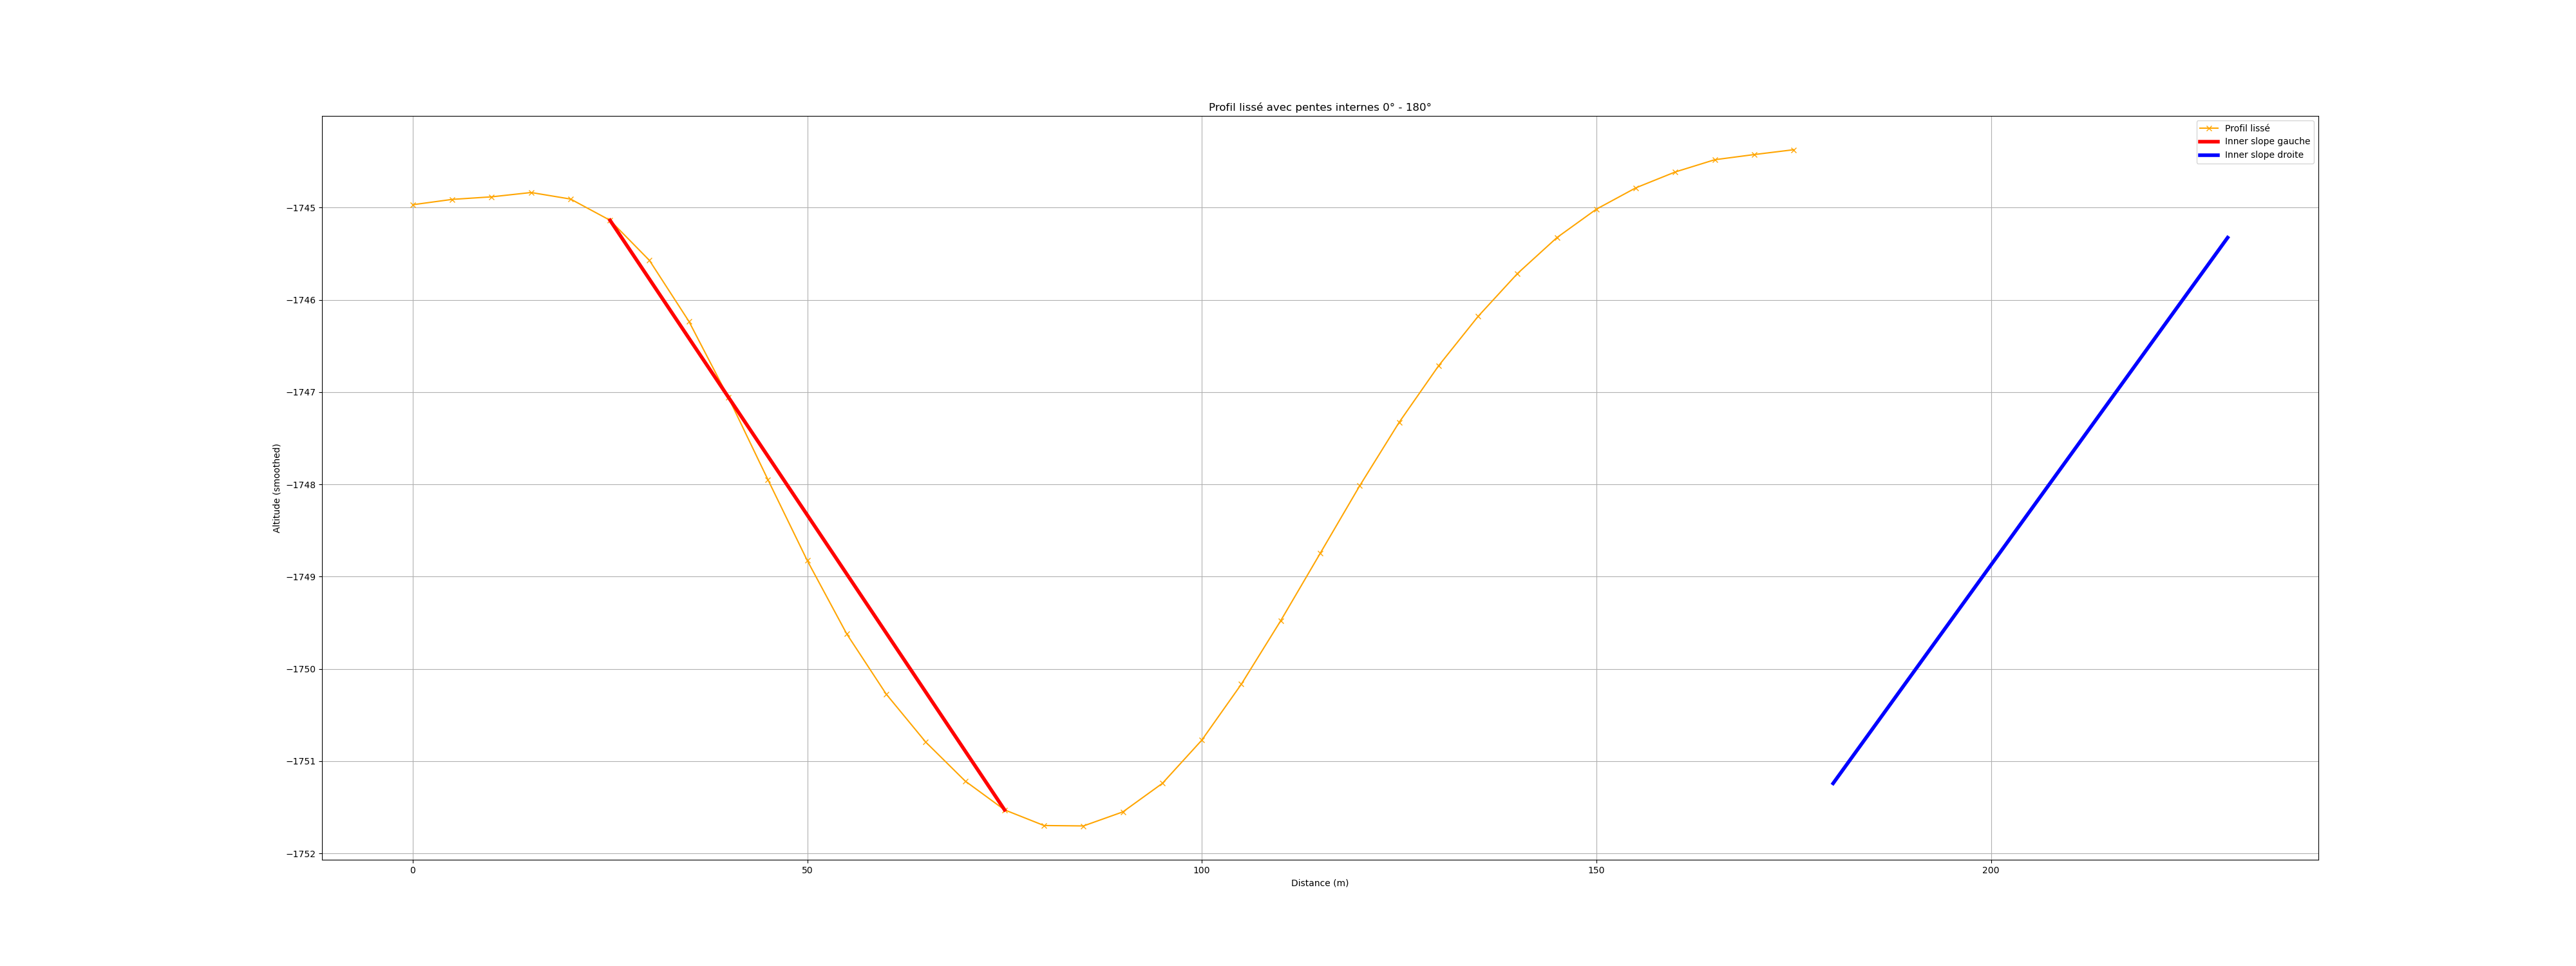 Profil lissé avec pentes internes 0° - 180°
Profil lissé
Inner slope gauche
Inner slope droite
−1745
−1746
−1747
−1748
−1749
−1750
−1751
−1752
Altitude (smoothed)
0
50
100
150
200
Distance (m)